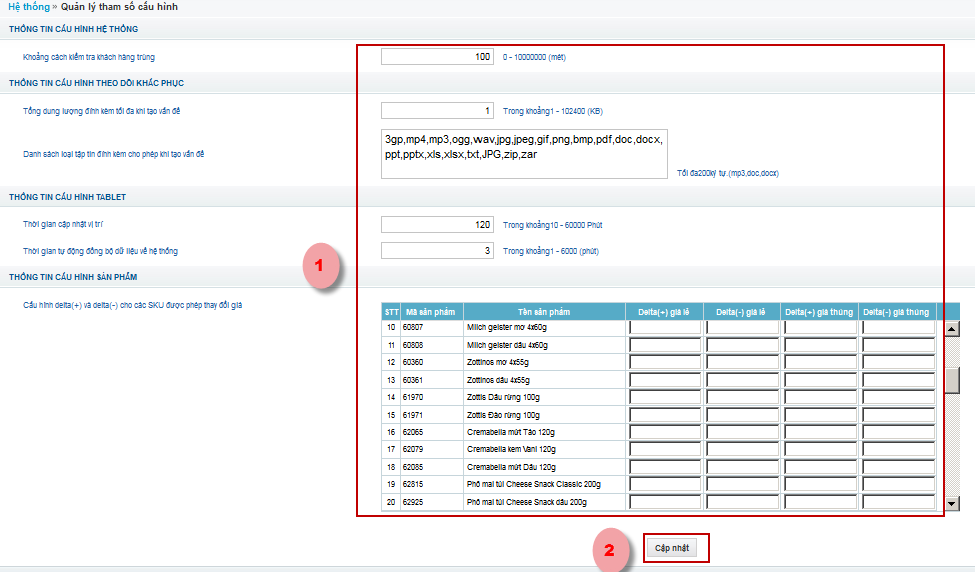 Hệ thống » Quản lý tham số cấu hình
THÔNG TIN CẤU HÌNH HỆ THỐNG
Khoảng cách kiểm tra khách hàng trùng 100 0 - 10000000 (mét)
THÔNG TIN CẤU HÌNH THEO DÕI KHẮC PHỤC
Tổng dung lượng đính kèm tối đa khi tạo vấn đề 1 Trong khoảng1 - 102400 (KB)
3gp,mp4,mp3,ogg,wav,jpg,jpeg,gif,png,bmp,pdf,doc,docx,
Danh sách loại tập tin đính kèm cho phép khi tạo vấn đề ppt,pptx,xls,xlsx,txt,JPG,zip,zar
Tối đa200ký tự.(mp3,doc,docx)
THÔNG TIN CẤU HÌNH TABLET
Thời gian cập nhật vị trí 120 Trong khoảng10 - 60000 Phút
Thời gian tự động đồng bộ dữ liệu về hệ thống 3 Trong khoảng1 - 6000 (phút)
1
THÔNG TIN CẤU HÌNH SẢN PHẨM
Cấu hình delta(+) và delta(-) cho các SKU được phép thay đổi giá
STT Mã sản phẩm Tên sản phẩm Delta(+) giá lẻ Delta(-) giá lẻ Delta(+) giá thùng Delta(-) giá thùng
10 60807 Milch geister mơ 4x60g
11 60808 Milch geister dâu 4x60g
12 60360 Zottinos mơ 4x55g
13 60361 Zottinos dâu 4x55g
14 61970 Zottis Dâu rừng 100g
15 61971 Zottis Đào rừng 100g
16 62065 Cremabella mứt Táo 120g
17 62079 Cremabella kem Vani 120g
18 62085 Cremabella mứt Dâu 120g
19 62815 Phô mai túi Cheese Snack Classic 200g
20 62925 Phô mai túi Cheese Snack dâu 200g
2 Cập nhật